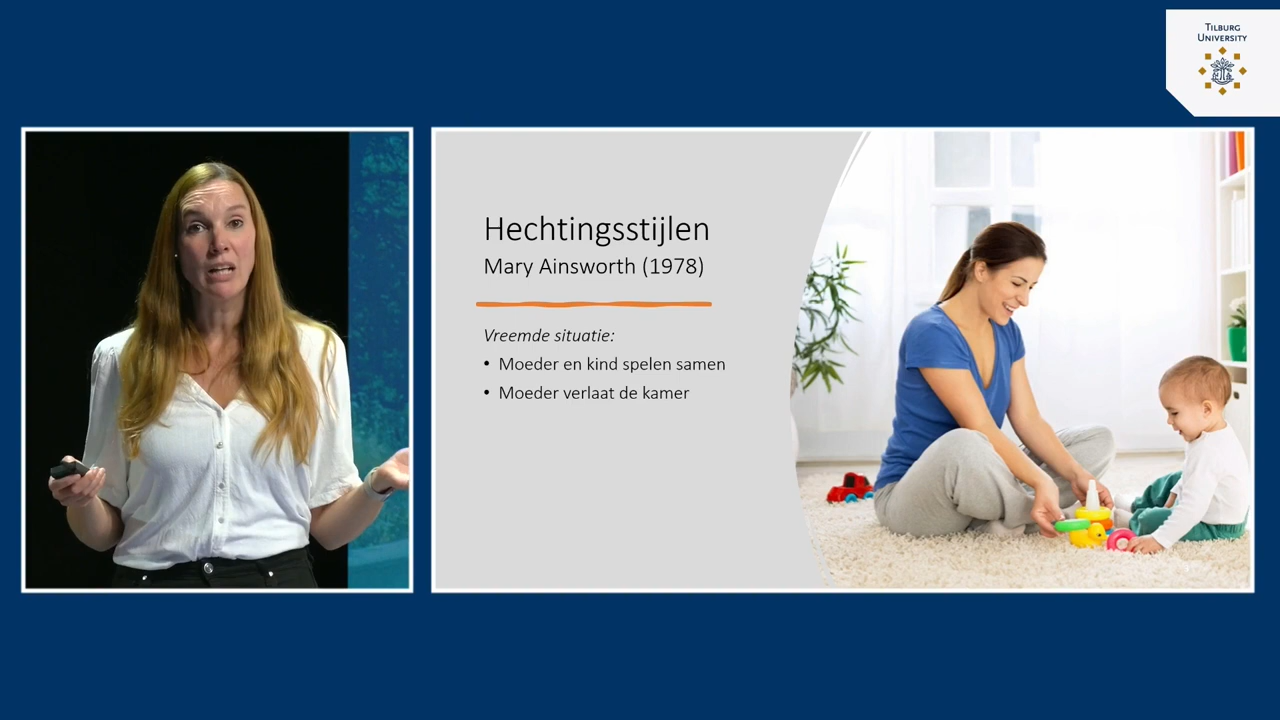 TILBURG
UNIVERSITY
Hechtingsstijlen
Mary Ainsworth (1978)
Vreemde situatie:
• Moeder en kind spelen samen
• Moeder verlaat de kamer